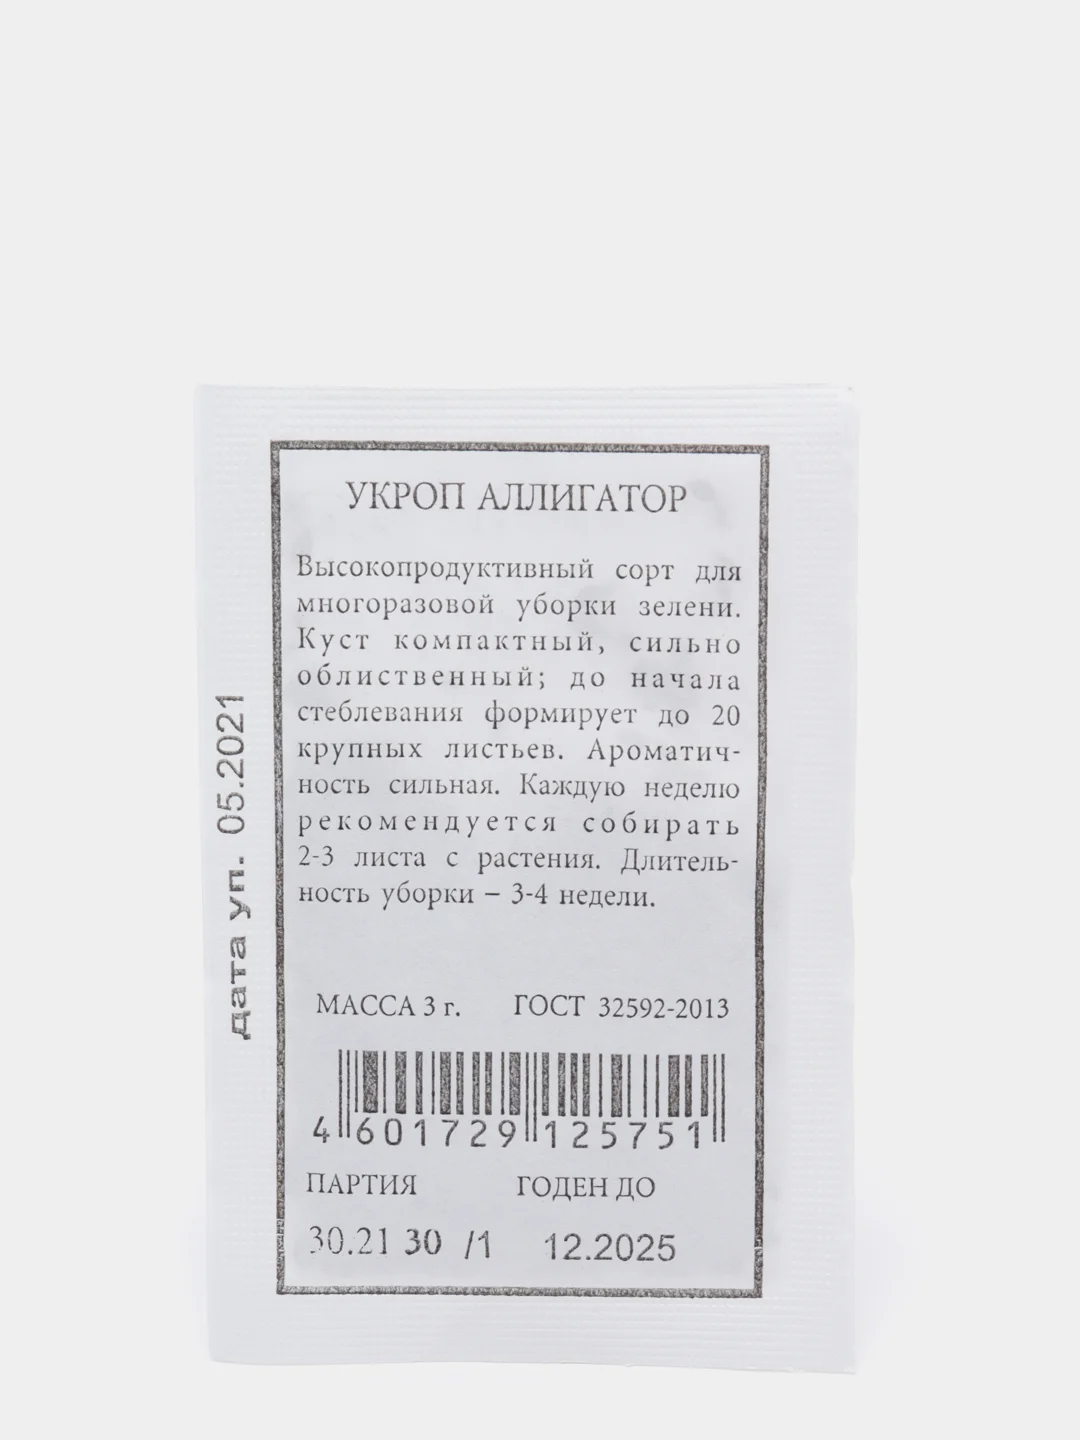 УКРОП АЛЛИГАТОР
Высокопродуктивный сорт для
многоразовой уборки зелени.
Куст компактный, сильно
облиственный; до начала
стеблевания формирует до 20
крупных листьев. Ароматич-
ность сильная. Каждую неделю
рекомендуется собирать
2-3 листа с растения. Длитель-
ность уборки – 3-4 недели.
МАССА 3 г. ГОСТ 32592-2013
4 601729 125751
ПАРТИЯ ГОДЕН ДО
30.21 30 /1 12.2025
дата уп. 05.2021